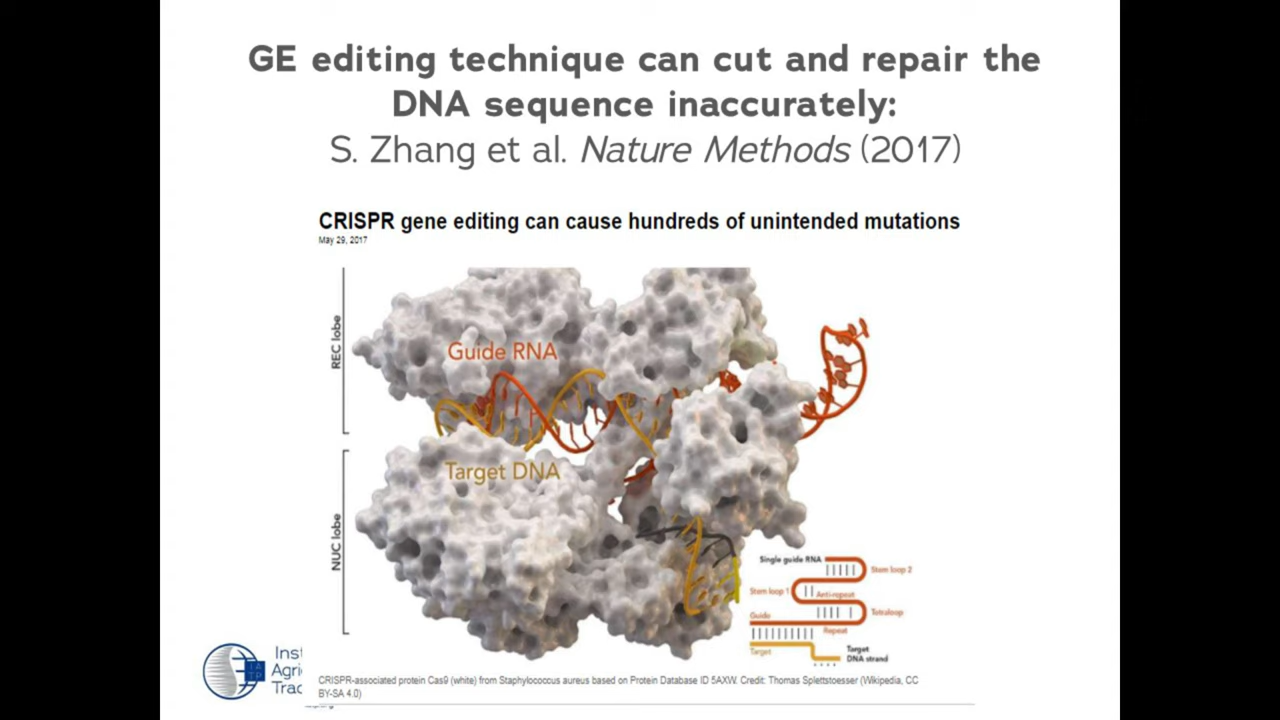 GE editing technique can cut and repair the
DNA sequence inaccurately:
S. Zhang et al. Nature Methods (2017)
CRISPR gene editing can cause hundreds of unintended mutations
May 29, 2017
REC lobe
Guide RNA
Target DNA
NUC lobe
Single guide RNA
Stem loop 2
Stem loop 1
Anti-repeat
Guide
Tetraloop
Repeat
Target
Target
DNA strand
Inst
Agri
Trad
IATP
CRISPR-associated protein Cas9 (white) from Staphylococcus aureus based on Protein Database ID 5AXW. Credit: Thomas Splettstoesser (Wikipedia, CC
BY-SA 4.0)